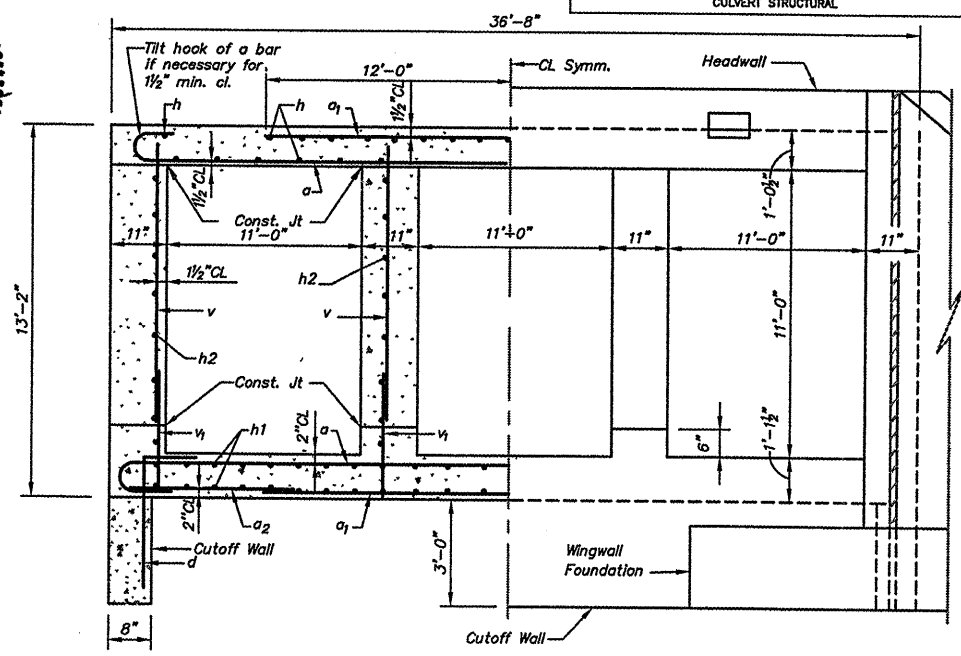 CULVERT STRUCTURAL
36'-8"
Tilt hook of a bar
if necessary for
1½" min. cl.
12'-0"
CL Symm.
Headwall
h
h
a1
1½"CL
13'-2"
1½"CL
a
Const. Jt
1'-0½"
11"
11'-0"
11"
11'-0"
11"
11'-0"
11"
1½"CL
h2
v
v
11'-0"
h2
Const. Jt
v1
h1
2"CL
a
v1
6"
1'-1½"
2"CL
a2
a1
Cutoff Wall
d
3'-0"
Wingwall
Foundation
8"
Cutoff Wall